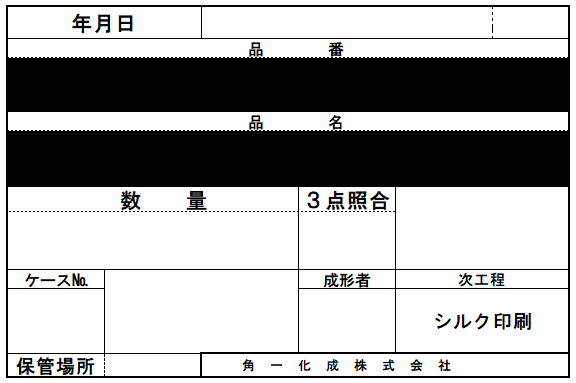 年月日
品 番
品 名
数 量 3点照合
ケース№ 成形者 次工程
シルク印刷
保管場所 角一化成株式会社